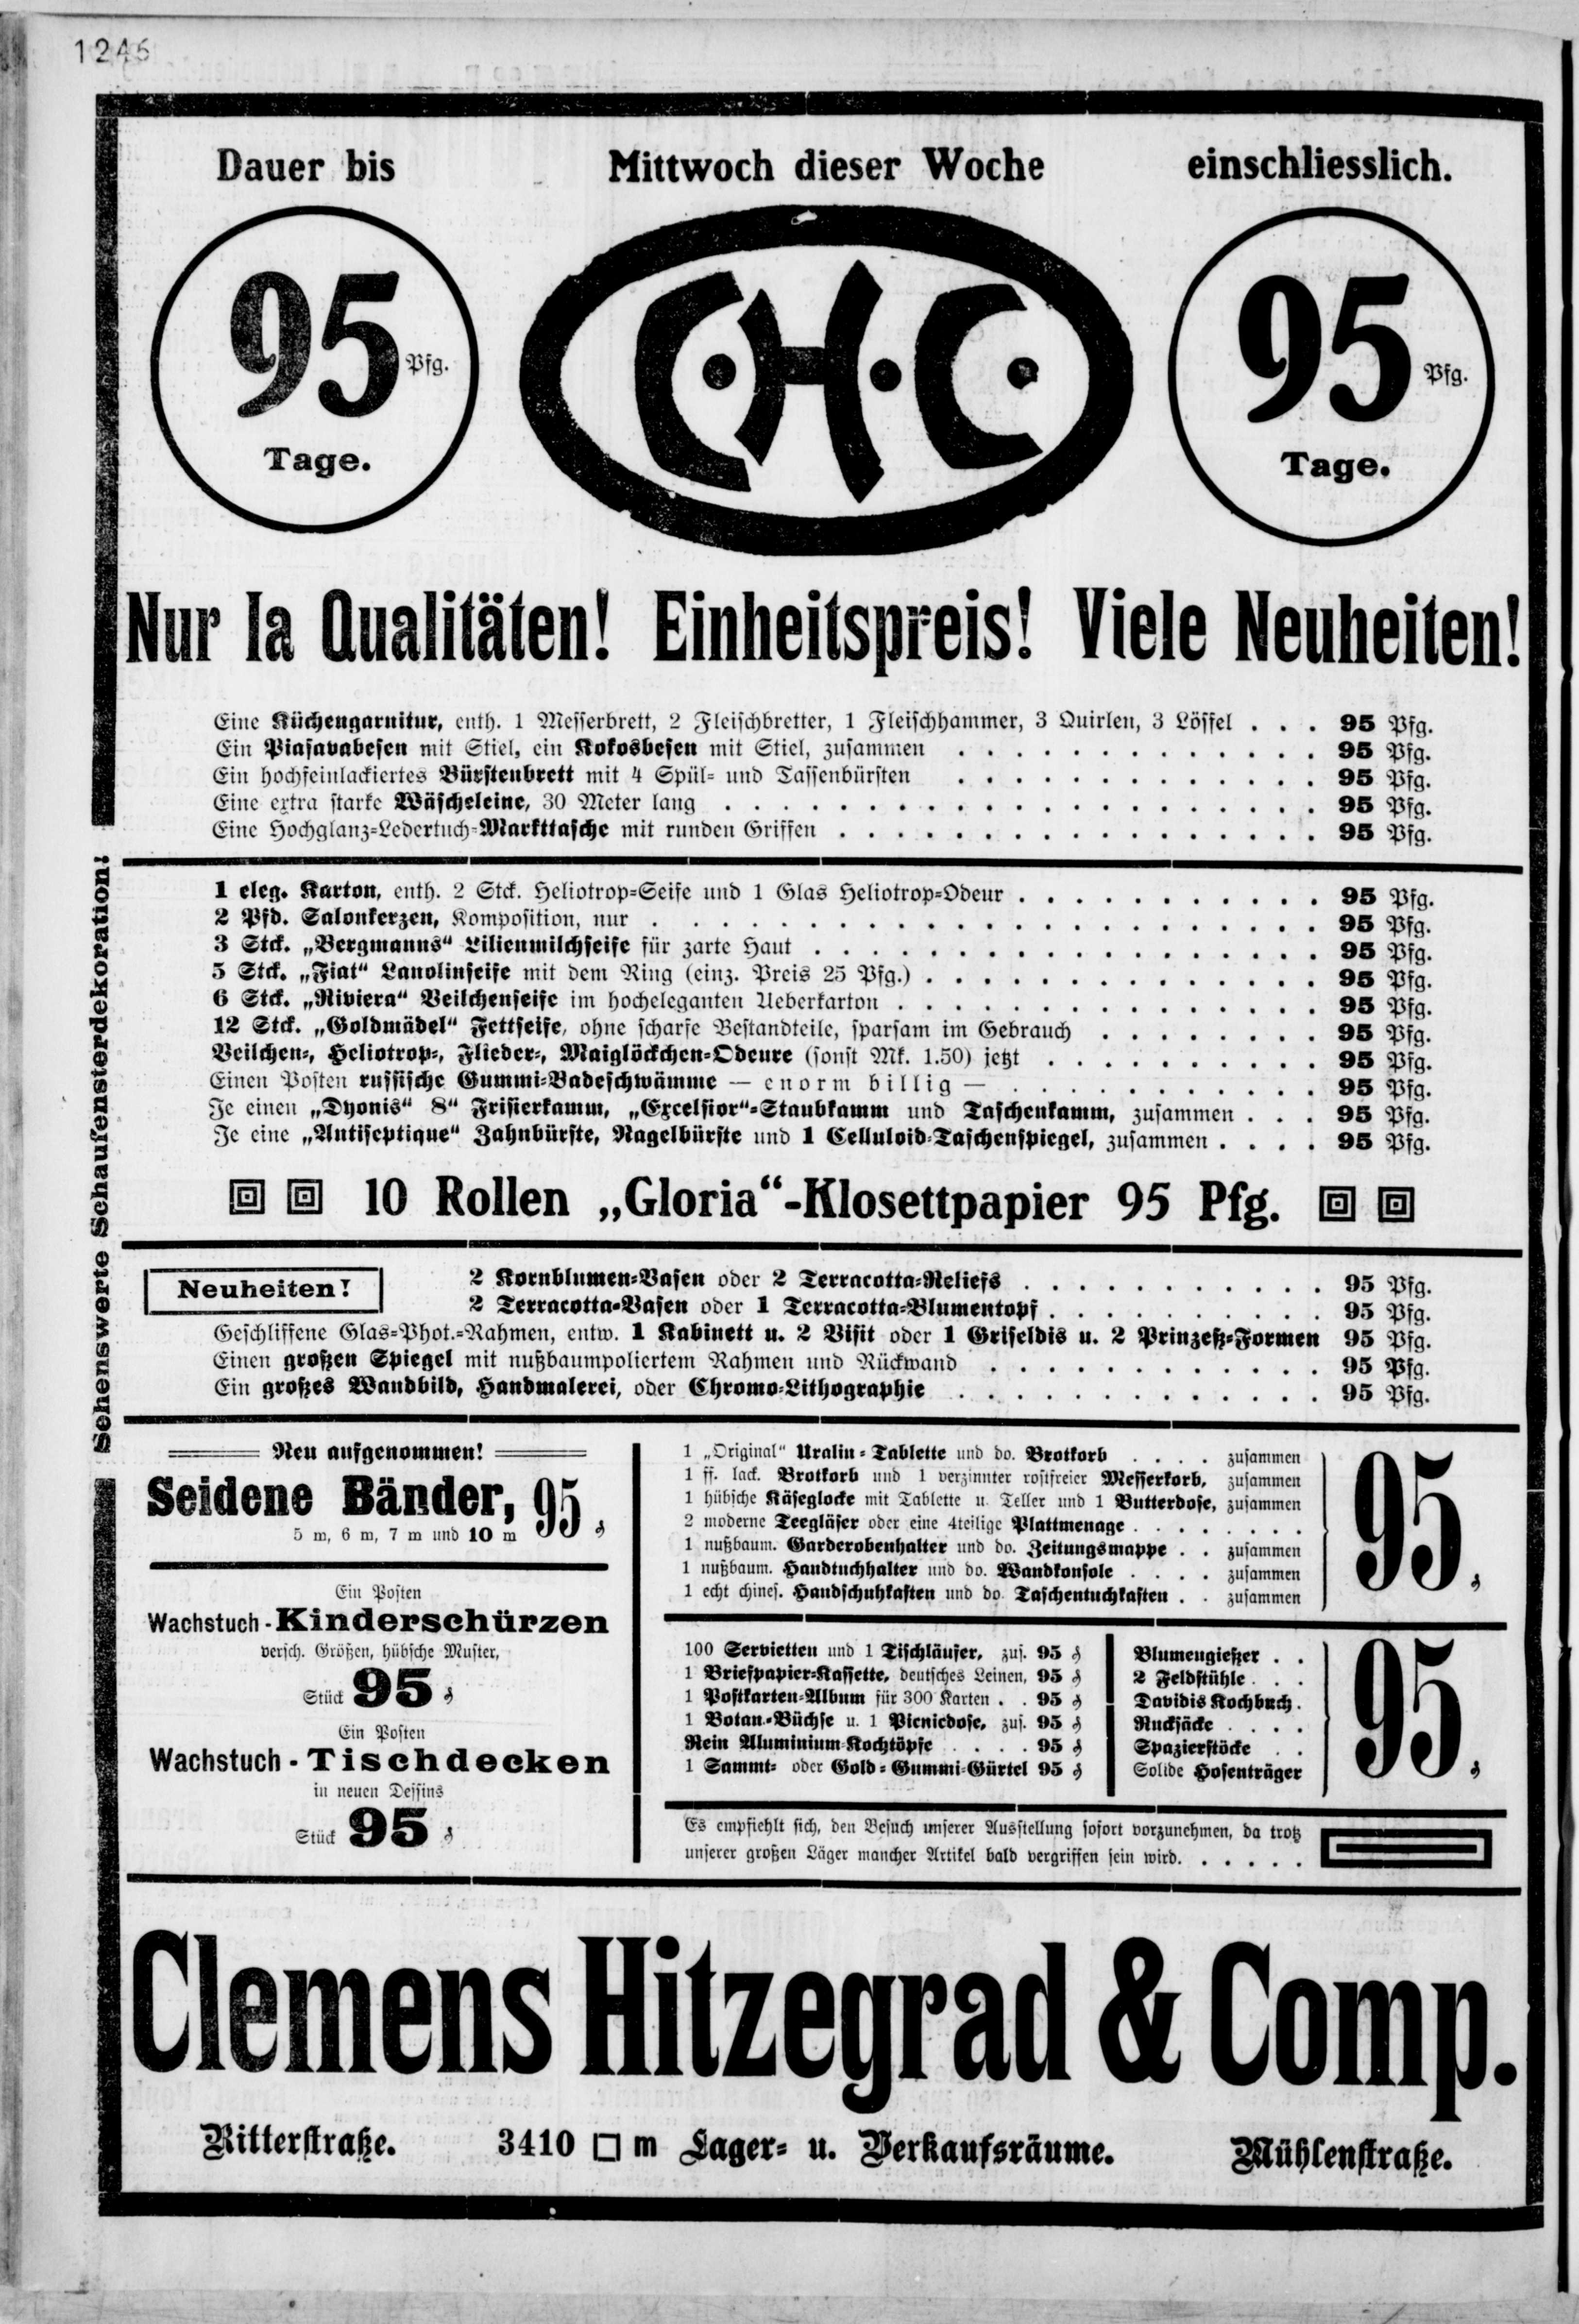 1246
Dauer bis Mittwoch dieser Woche einschliesslich.
95 Pfg.
Tage.
CHC
95 Pfg.
Tage.
Nur Ia Qualitäten! Einheitspreis! Viele Neuheiten!
Eine Küchengarnitur, enth. 1 Messerbrett, 2 Fleischbretter, 1 Fleischhammer, 3 Quirlen, 3 Löffel . . . 95 Pfg.
Ein Piasavabesen mit Stiel, ein Kokosbesen mit Stiel, zusammen . . . 95 Pfg.
Ein hochfeinlackiertes Bürstenbrett mit 4 Spül- und Tassenbürsten . . . 95 Pfg.
Eine extra starke Wäscheleine, 30 Meter lang . . . 95 Pfg.
Eine Hochglanz-Ledertuch-Markttasche mit runden Griffen . . . 95 Pfg.
1 eleg. Karton, enth. 2 Stck. Heliotrop-Seife und 1 Glas Heliotrop-Odeur . . . 95 Pfg.
2 Pfd. Salonkerzen, Komposition, nur . . . 95 Pfg.
3 Stck. „Bergmanns“ Lilienmilchseife für zarte Haut . . . 95 Pfg.
5 Stck. „Fiat“ Lanolinseife mit dem Ring (einz. Preis 25 Pfg.) . . . 95 Pfg.
6 Stck. „Riviera“ Veilchenseife im hocheleganten Ueberkarton . . . 95 Pfg.
12 Stck. „Goldmädel“ Fettseife, ohne scharfe Bestandteile, sparsam im Gebrauch . . . 95 Pfg.
Veilchen-, Heliotrop-, Flieder-, Maiglöckchen-Odeure (sonst Mk. 1.50) jetzt . . . 95 Pfg.
Einen Posten russische Gummi-Badeschwämme — enorm billig — . . . 95 Pfg.
Je einen „Dyonis“ 8“ Frisierkamm, „Excelsior“-Staubkamm und Taschenkamm, zusammen . . . 95 Pfg.
Je eine „Antiseptique“ Zahnbürste, Nagelbürste und 1 Celluloid-Taschenspiegel, zusammen . . . . 95 Pfg.
10 Rollen „Gloria“-Klosettpapier 95 Pfg.
Sehenswerte Schaufensterdekoration!
Neuheiten!
2 Kornblumen-Vasen oder 2 Terracotta-Reliefs . . . 95 Pfg.
2 Terracotta-Vasen oder 1 Terracotta-Blumentopf . . . 95 Pfg.
Geschliffene Glas-Phot.-Rahmen, entw. 1 Kabinett u. 2 Visit oder 1 Griseldis u. 2 Prinzeß-Formen 95 Pfg.
Einen großen Spiegel mit nußbaumpoliertem Rahmen und Rückwand . . . 95 Pfg.
Ein großes Wandbild, Handmalerei, oder Chromo-Lithographie . . . 95 Pfg.
Neu aufgenommen!
Seidene Bänder, 95 ₰
5 m, 6 m, 7 m und 10 m
Ein Posten
Wachstuch-Kinderschürzen
versch. Größen, hübsche Muster,
Stück 95 ₰
Ein Posten
Wachstuch-Tischdecken
in neuen Dessins
Stück 95 ₰
1 „Original“ Uralin-Tablette und do. Brotkorb . . . . zusammen
1 ff. lack. Brotkorb und 1 verzinnter rostfreier Messerkorb, zusammen
1 hübsche Käseglocke mit Tablette u. Teller und 1 Butterdose, zusammen
2 moderne Teegläser oder eine 4teilige Plattmenage . . . . . . .
1 nußbaum. Garderobenhalter und do. Zeitungsmappe . . zusammen
1 nußbaum. Handtuchhalter und do. Wandkonsole . . . . zusammen
1 echt chines. Handschuhkasten und do. Taschentuchkasten . . zusammen
95 ₰
100 Servietten und 1 Tischläufer, zus. 95 ₰
1 Briefpapier-Kassette, deutsches Leinen, 95 ₰
1 Postkarten-Album für 300 Karten . . 95 ₰
1 Botan.-Büchse u. 1 Picnicdose, zus. 95 ₰
Rein Aluminium-Kochtöpfe . . . . 95 ₰
1 Sammt- oder Gold-Gummi-Gürtel 95 ₰
Blumengießer . .
2 Feldstühle . . .
Davidis Kochbuch .
Rucksäcke . . . .
Spazierstöcke . .
Solide Hosenträger
95 ₰
Es empfiehlt sich, den Besuch unserer Ausstellung sofort vorzunehmen, da trotz
unserer großen Läger mancher Artikel bald vergriffen sein wird. . . . . .
Clemens Hitzegrad & Comp.
Ritterstraße. 3410 □ m Lager- u. Verkaufsräume. Mühlenstraße.